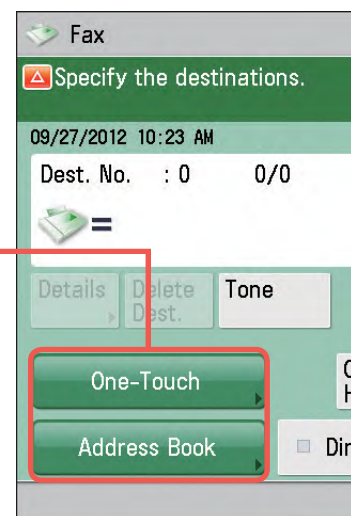 Fax
Specify the destinations.
09/27/2012 10:23 AM
Dest. No. : 0 0/0
=
Details Delete Dest. Tone
One-Touch
Address Book